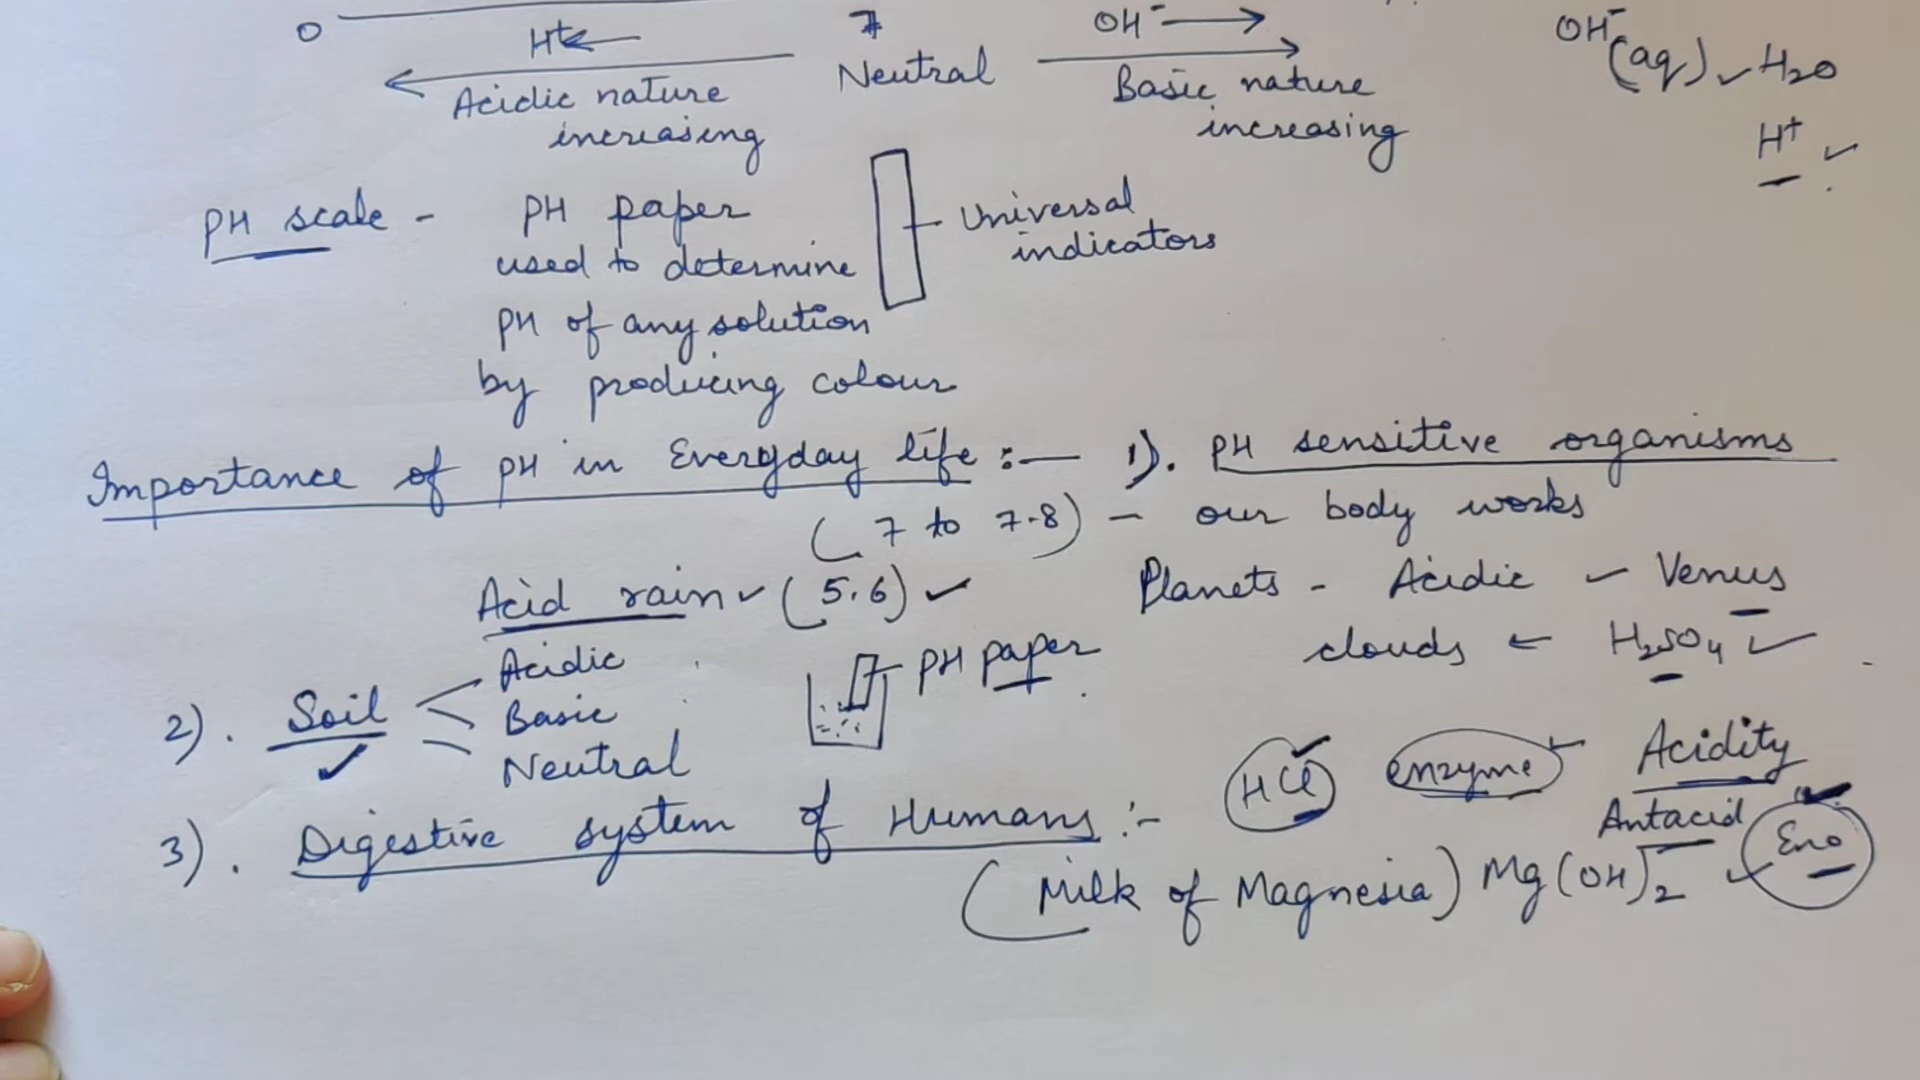 0 H+ 7 OH-
Acidic nature increasing Neutral Basic nature increasing
OH- (aq) H2O
H+
PH scale - PH paper
used to determine
PH of any solution
by producing colour
Universal
indicators
Importance of PH in Everyday life :— 1). PH sensitive organisms
(7 to 7.8) - our body works
Acid rain (5.6) Planets - Acidic - Venus
clouds ← H2SO4
2). Soil Acidic
Basic
Neutral
PH paper
3). Digestive system of Humans :- HCl enzyme Acidity
Antacid Eno
(Milk of Magnesia) Mg(OH)2